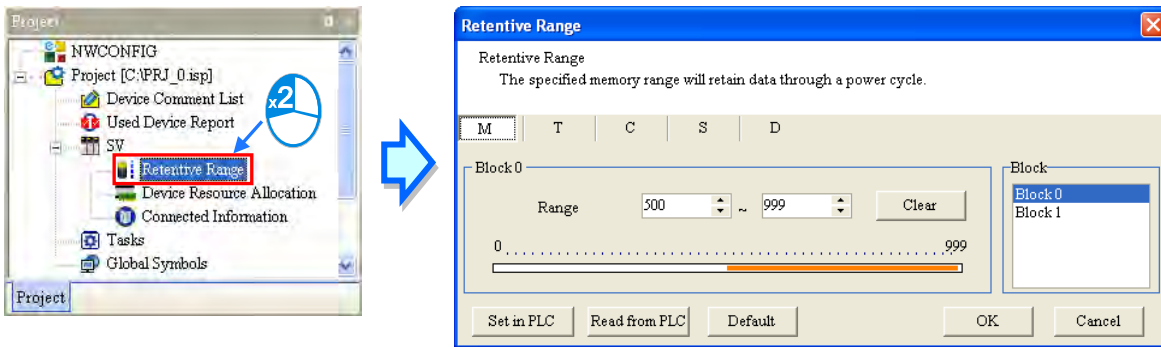 Project
NWCONFIG
Project [C:\PRJ_0.isp]
Device Comment List
x2
Used Device Report
SV
Retentive Range
Device Resource Allocation
Connected Information
Tasks
Global Symbols
Project
Retentive Range
Retentive Range
The specified memory range will retain data through a power cycle.
M T C S D
Block 0
Range 500 ~ 999 Clear
0 999
Block
Block 0
Block 1
Set in PLC Read from PLC Default OK Cancel